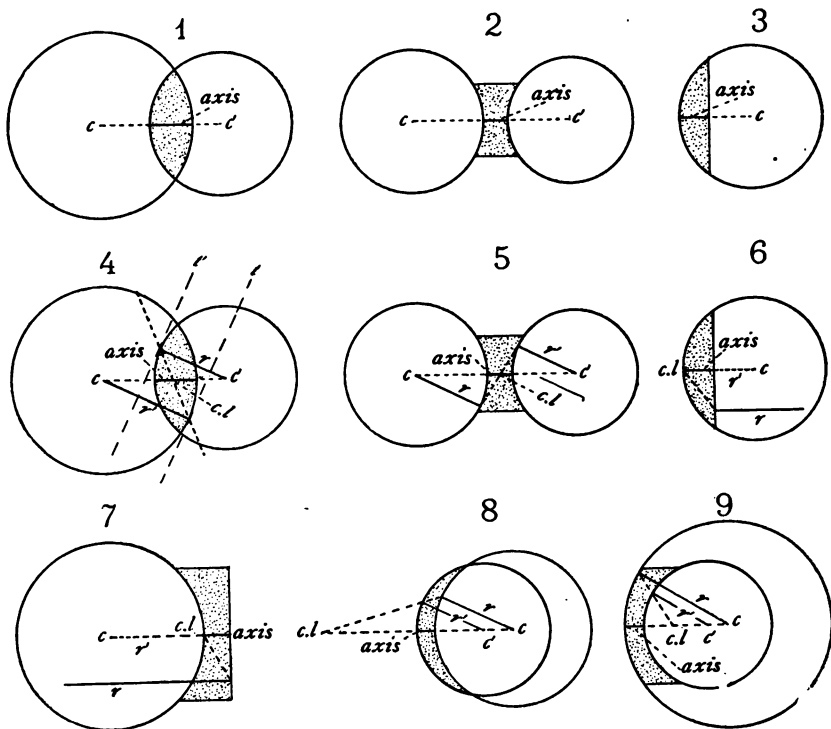 1
axis
c c'
2
axis
c c'
3
axis
c
4
l' l
axis r
c c'
r' c.l
5
axis r'
c c'
r c.l
6
axis
c.l c
r'
r
7
c c.l axis
r'
r
8
r
r'
c.l c' c
axis
9
r
r'
c
c.l c'
axis